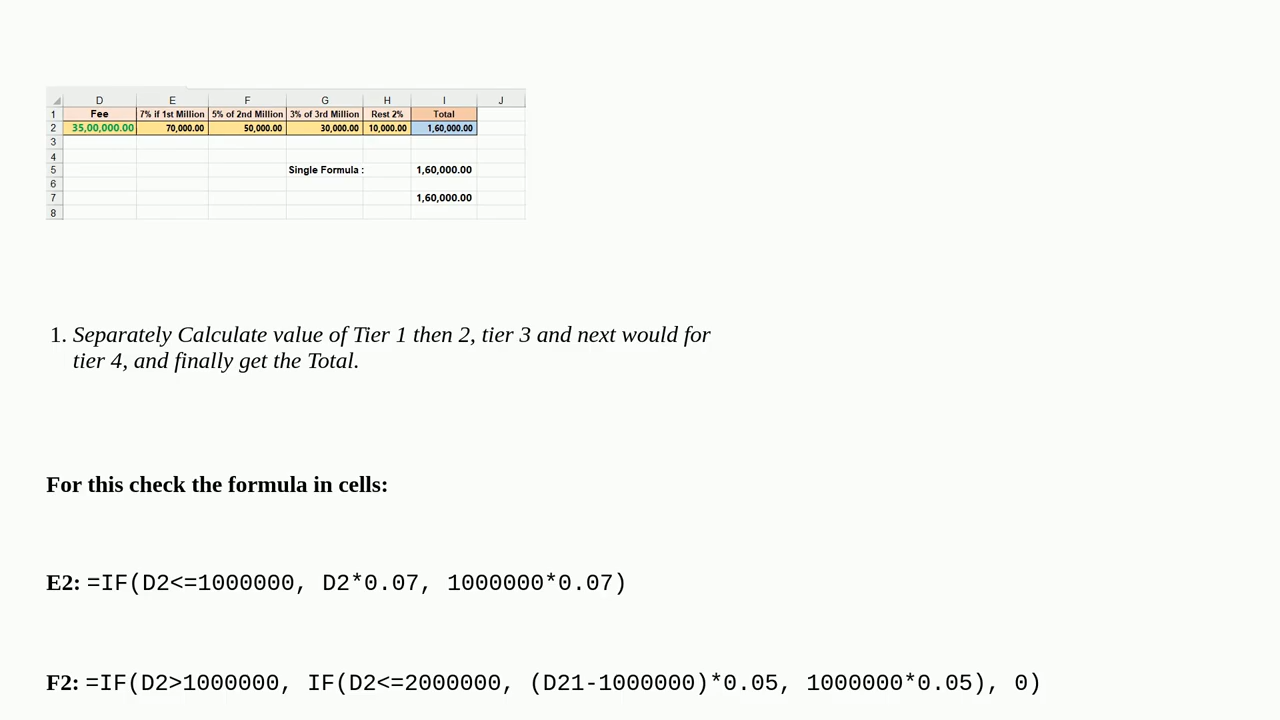 D E F G H I J
1 Fee 7% if 1st Million 5% of 2nd Million 3% of 3rd Million Rest 2% Total
2 35,00,000.00 70,000.00 50,000.00 30,000.00 10,000.00 1,60,000.00
3
4
5 Single Formula : 1,60,000.00
6
7 1,60,000.00
8
1. Separately Calculate value of Tier 1 then 2, tier 3 and next would for
tier 4, and finally get the Total.
For this check the formula in cells:
E2: =IF(D2<=1000000, D2*0.07, 1000000*0.07)
F2: =IF(D2>1000000, IF(D2<=2000000, (D21-1000000)*0.05, 1000000*0.05), 0)